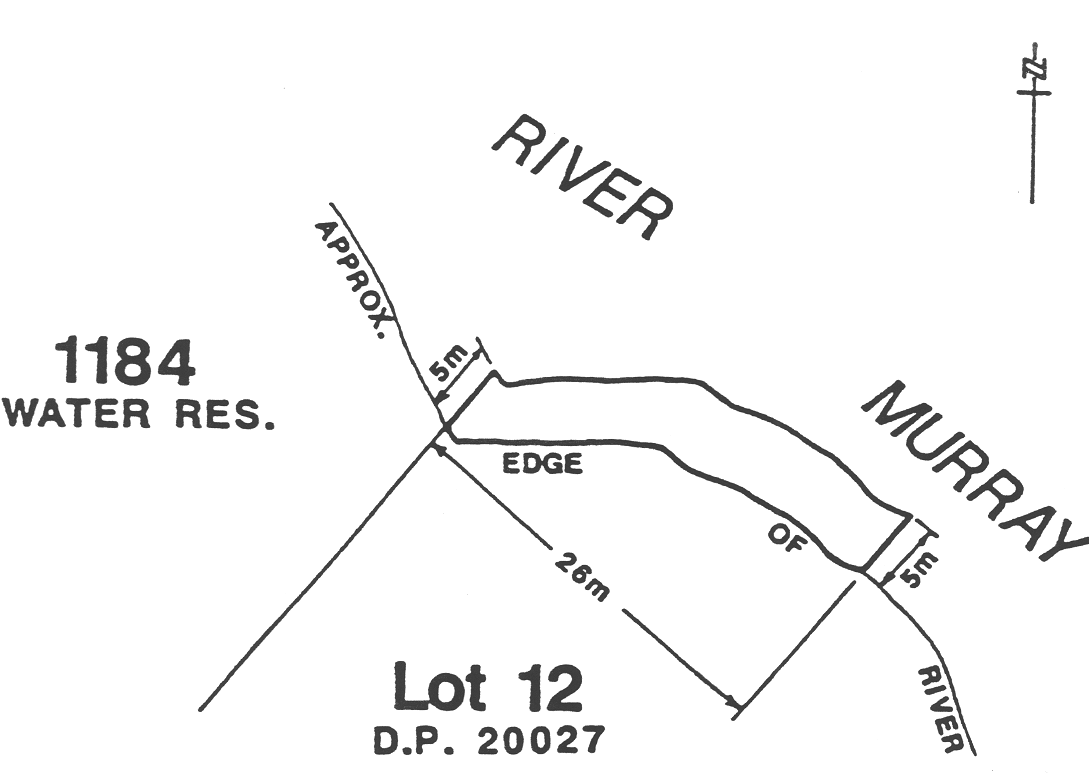 N
RIVER
MURRAY
APPROX.
EDGE
OF
RIVER
1184
WATER RES.
5m
5m
26m
Lot 12
D.P. 20027